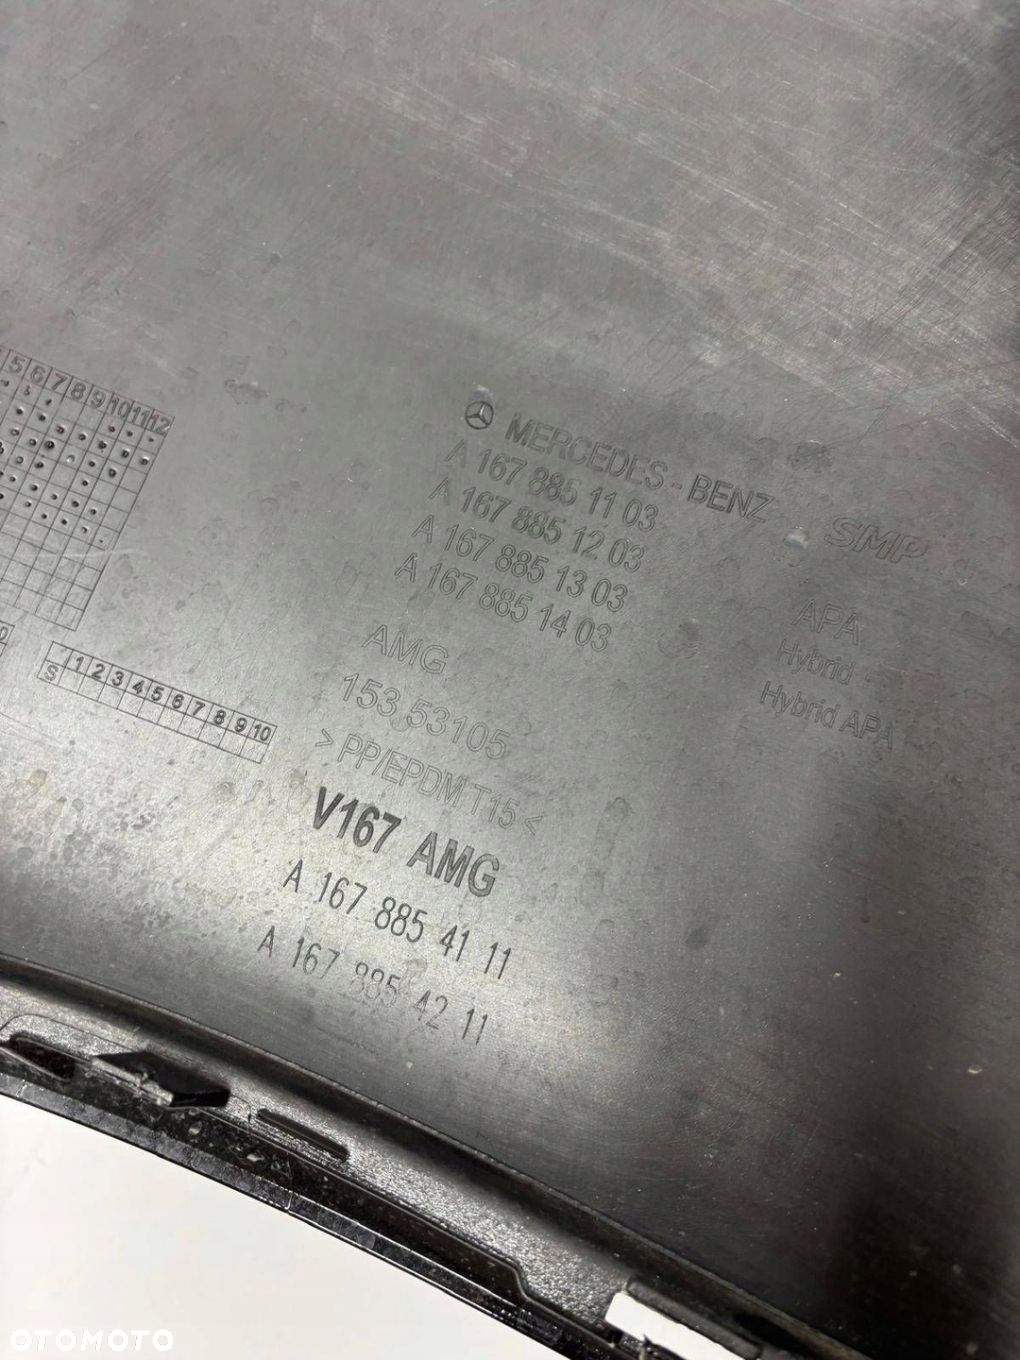 5 6 7 8 9 10 11 12
MERCEDES-BENZ
A 167 885 11 03
A 167 885 12 03
A 167 885 13 03
A 167 885 14 03
SMP
APA
Hybrid
Hybrid APA
AMG
153 53105
>PP/EPDM T15<
S 1 2 3 4 5 6 7 8 9 10
V167 AMG
A 167 885 41 11
A 167 885 42 11
OTOMOTO